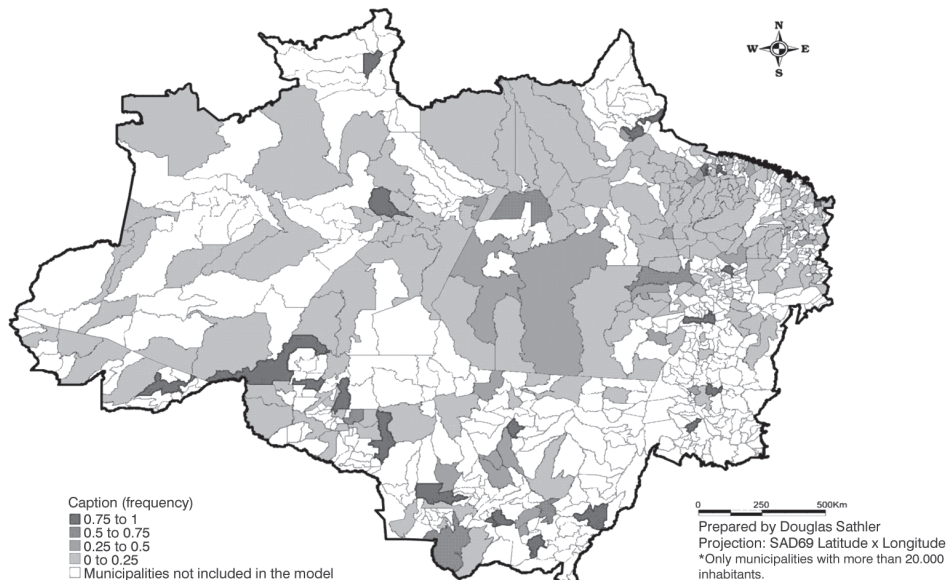 N
W E
S
Caption (frequency)
0.75 to 1
0.5 to 0.75
0.25 to 0.5
0 to 0.25
Municipalities not included in the model
0 250 500Km
Prepared by Douglas Sathler
Projection: SAD69 Latitude x Longitude
*Only municipalities with more than 20.000
inhabitants.